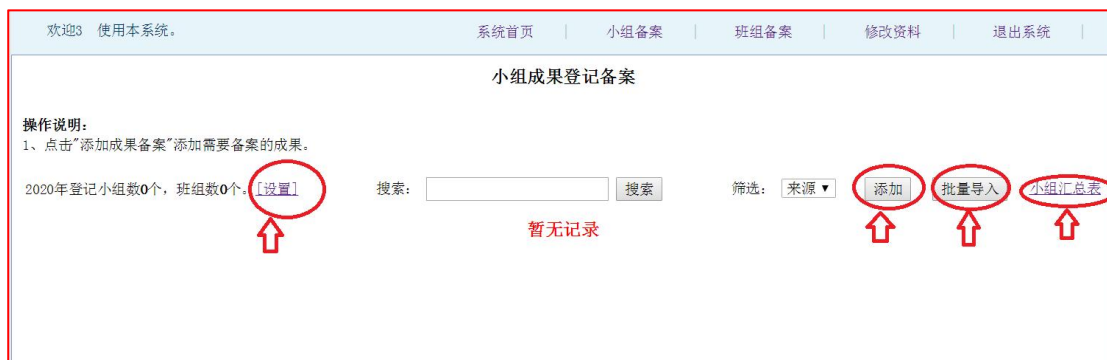 欢迎3 使用本系统。 系统首页 | 小组备案 | 班组备案 | 修改资料 | 退出系统 |
小组成果登记备案
操作说明：
1、点击"添加成果备案"添加需要备案的成果。
2020年登记小组数0个，班组数0个。[设置] 搜索： 搜索 筛选： 来源▼ 添加 批量导入 小组汇总表
暂无记录